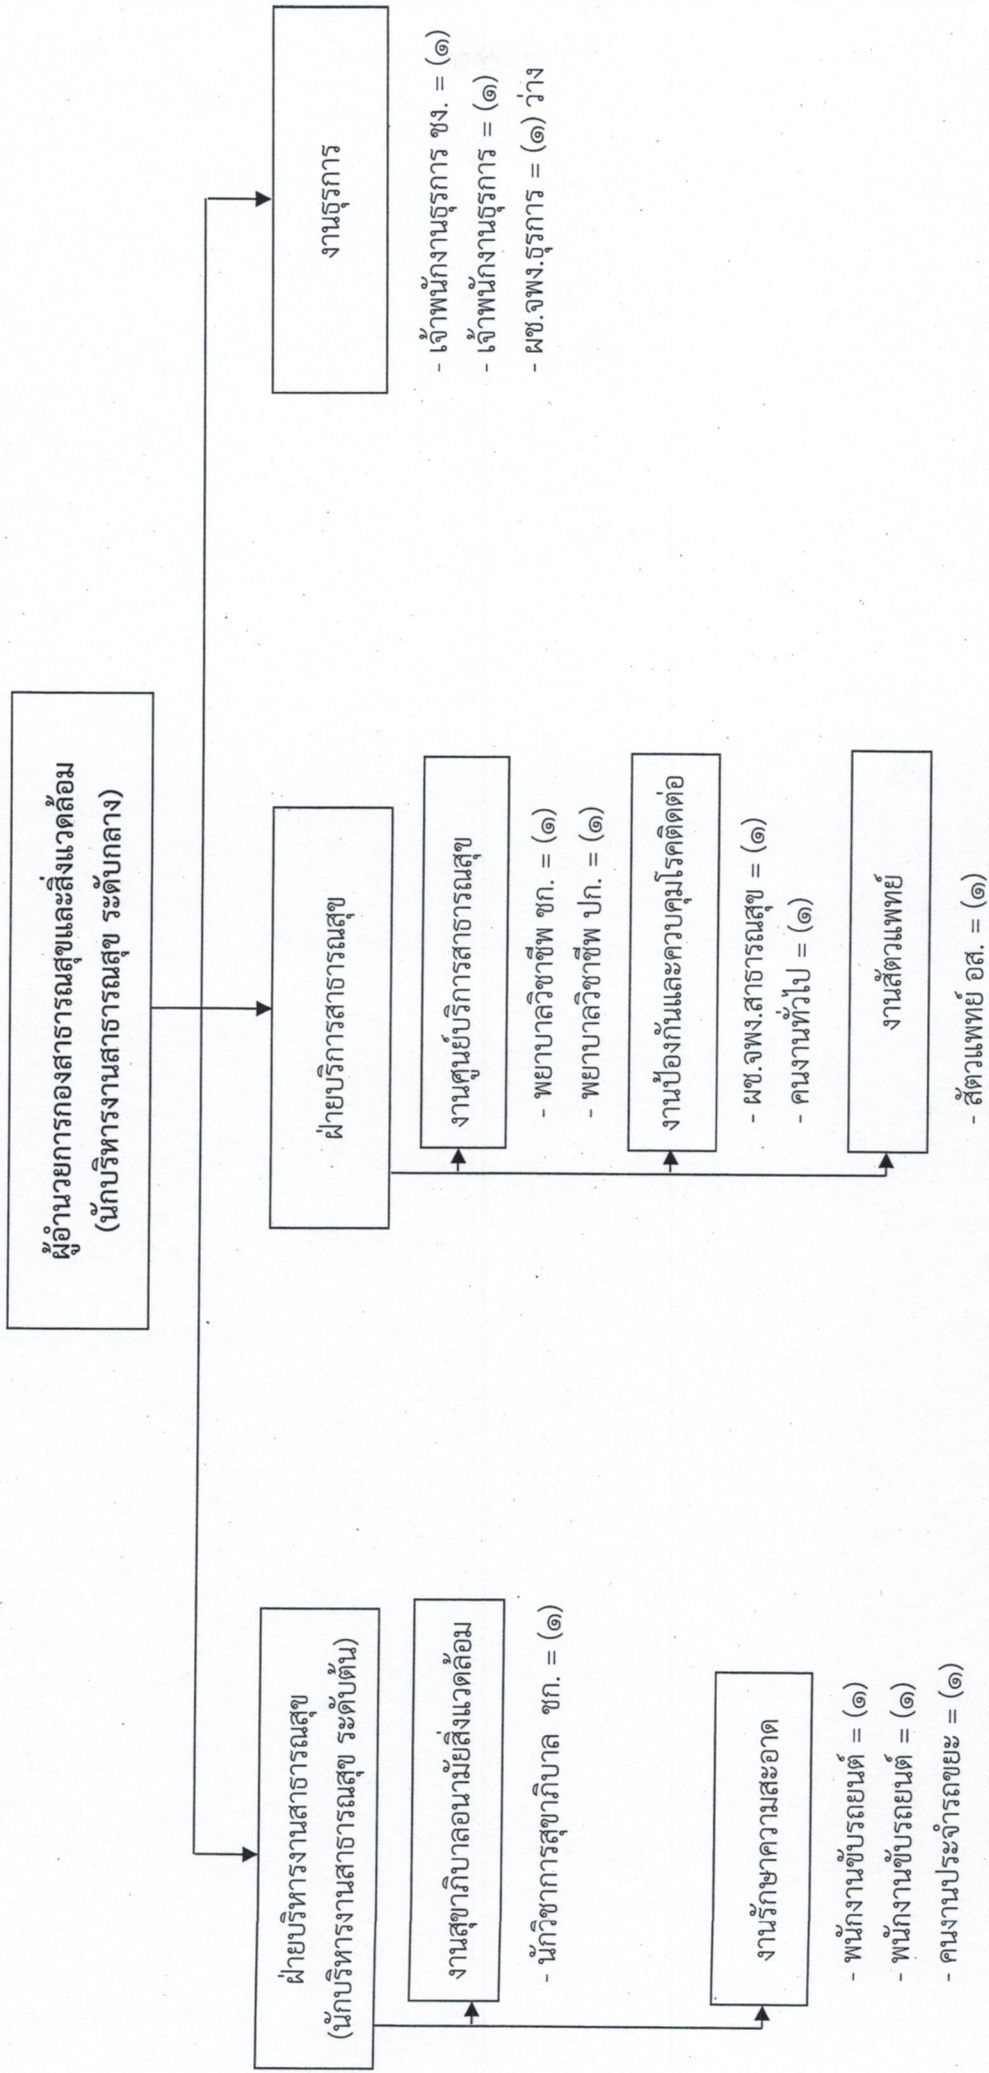 ผู้อำนวยการกองสาธารณสุขและสิ่งแวดล้อม
(นักบริหารงานสาธารณสุข ระดับกลาง)
ฝ่ายบริหารงานสาธารณสุข
(นักบริหารงานสาธารณสุข ระดับต้น)
งานสุขาภิบาลอนามัยสิ่งแวดล้อม
- นักวิชาการสุขาภิบาล ชก. = (๑)
งานรักษาความสะอาด
- พนักงานขับรถยนต์ = (๑)
- พนักงานขับรถยนต์ = (๑)
- คนงานประจำรถขยะ = (๑)
ฝ่ายบริการสาธารณสุข
งานศูนย์บริการสาธารณสุข
- พยาบาลวิชาชีพ ชก. = (๑)
- พยาบาลวิชาชีพ ปก. = (๑)
งานป้องกันและควบคุมโรคติดต่อ
- ผช.จพง.สาธารณสุข = (๑)
- คนงานทั่วไป = (๑)
งานสัตวแพทย์
- สัตวแพทย์ อส. = (๑)
งานธุรการ
- เจ้าพนักงานธุรการ ชง. = (๑)
- เจ้าพนักงานธุรการ = (๑)
- ผช.จพง.ธุรการ = (๑) ว่าง